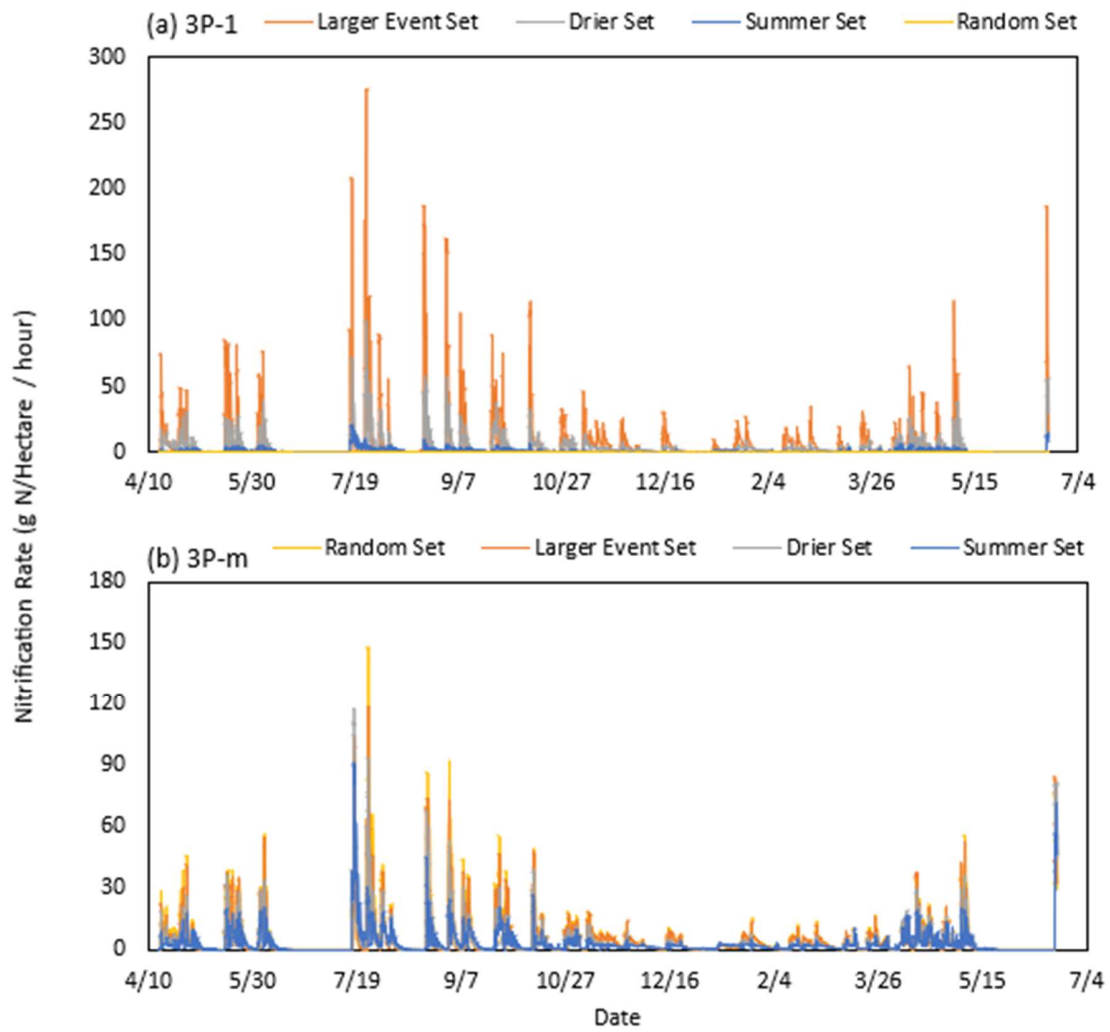 (a) 3P-1 Larger Event Set Drier Set Summer Set Random Set
300
250
200
150
100
50
0
4/10 5/30 7/19 9/7 10/27 12/16 2/4 3/26 5/15 7/4
Nitrification Rate (g N/Hectare / hour)
(b) 3P-m Random Set Larger Event Set Drier Set Summer Set
180
150
120
90
60
30
0
4/10 5/30 7/19 9/7 10/27 12/16 2/4 3/26 5/15 7/4
Date